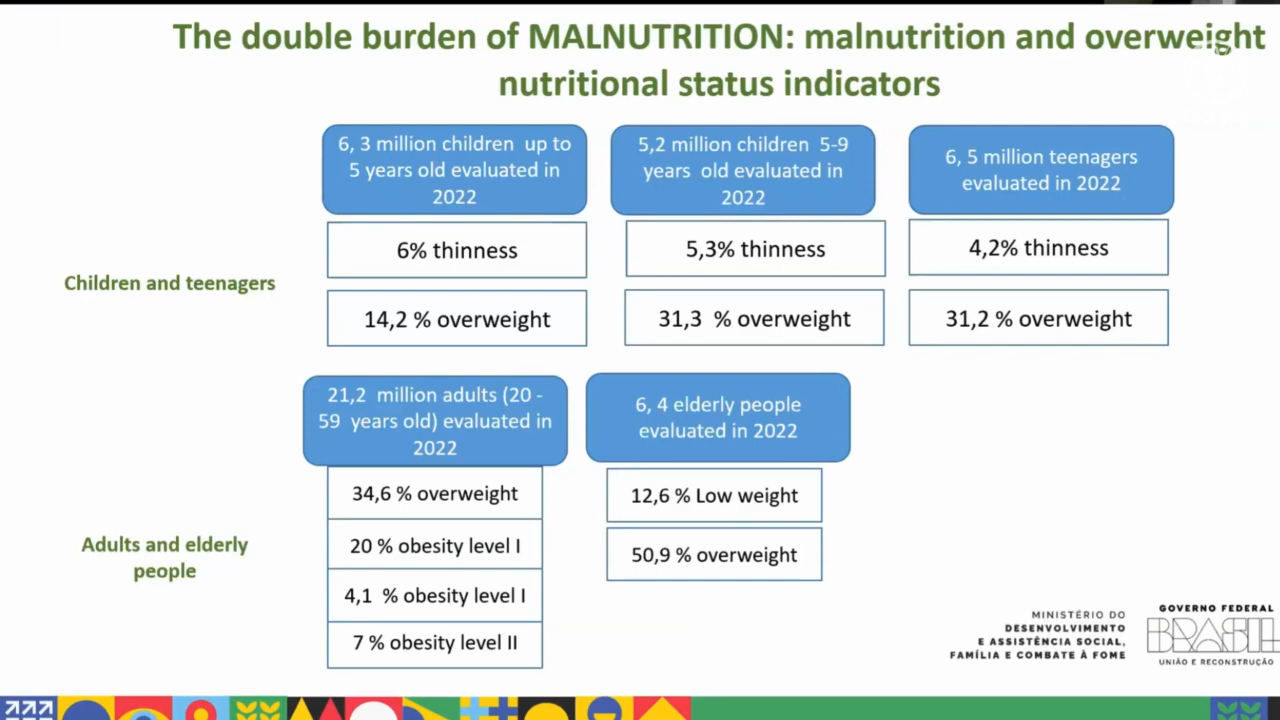 The double burden of MALNUTRITION: malnutrition and overweight
nutritional status indicators
6, 3 million children up to
5 years old evaluated in
2022
5,2 million children 5-9
years old evaluated in
2022
6, 5 million teenagers
evaluated in 2022
Children and teenagers
6% thinness
5,3% thinness
4,2% thinness
14,2 % overweight
31,3 % overweight
31,2 % overweight
21,2 million adults (20 -
59 years old) evaluated in
2022
6, 4 elderly people
evaluated in 2022
Adults and elderly
people
34,6 % overweight
20 % obesity level I
4,1 % obesity level I
7 % obesity level II
12,6 % Low weight
50,9 % overweight
MINISTÉRIO DO
DESENVOLVIMENTO
E ASSISTÊNCIA SOCIAL,
FAMÍLIA E COMBATE À FOME
GOVERNO FEDERAL
BRASIL
UNIÃO E RECONSTRUÇÃO